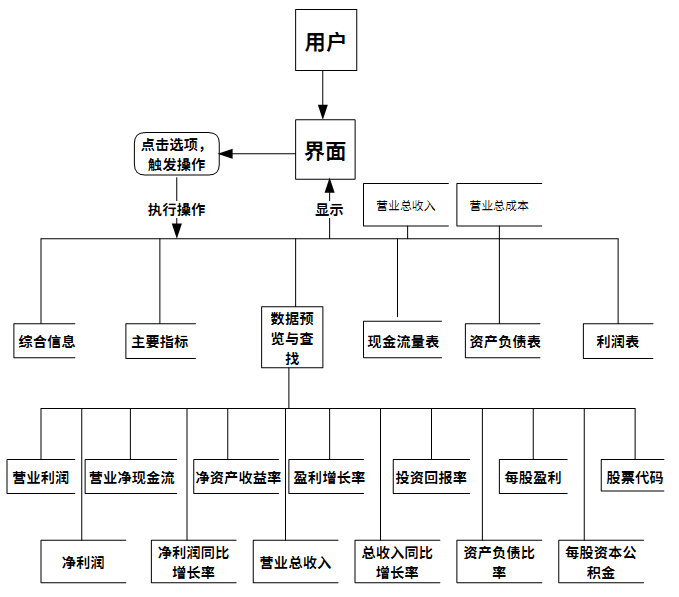 用户
界面
点击选项，
触发操作
执行操作
显示
营业总收入
营业总成本
综合信息
主要指标
数据预
览与查
找
现金流量表
资产负债表
利润表
营业利润
营业净现金流
净资产收益率
盈利增长率
投资回报率
每股盈利
股票代码
净利润
净利润同比
增长率
营业总收入
总收入同比
增长率
资产负债比
率
每股资本公
积金